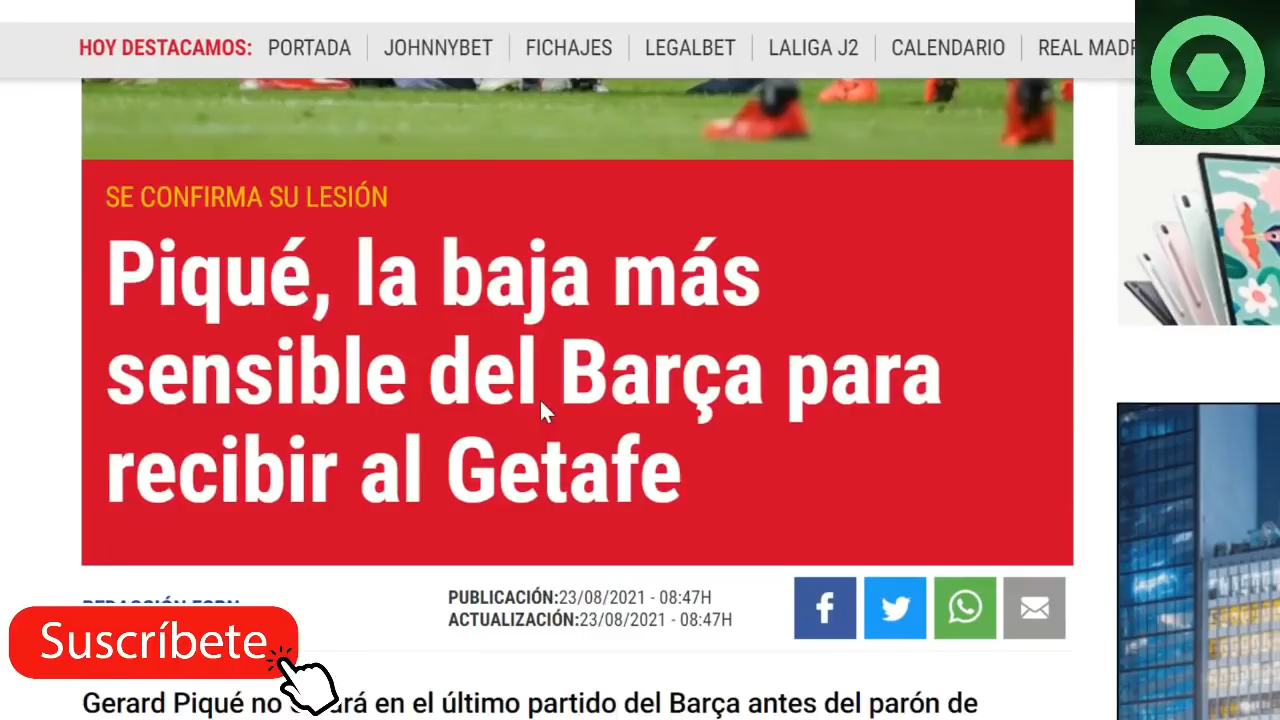 HOY DESTACAMOS: PORTADA JOHNNYBET FICHAJES LEGALBET LALIGA J2 CALENDARIO REAL
SE CONFIRMA SU LESIÓN
Piqué, la baja más
sensible del Barça para
recibir al Getafe
PUBLICACIÓN:23/08/2021 - 08:47H
ACTUALIZACIÓN:23/08/2021 - 08:47H
Suscríbete
Gerard Piqué no en el último partido del Barça antes del parón de